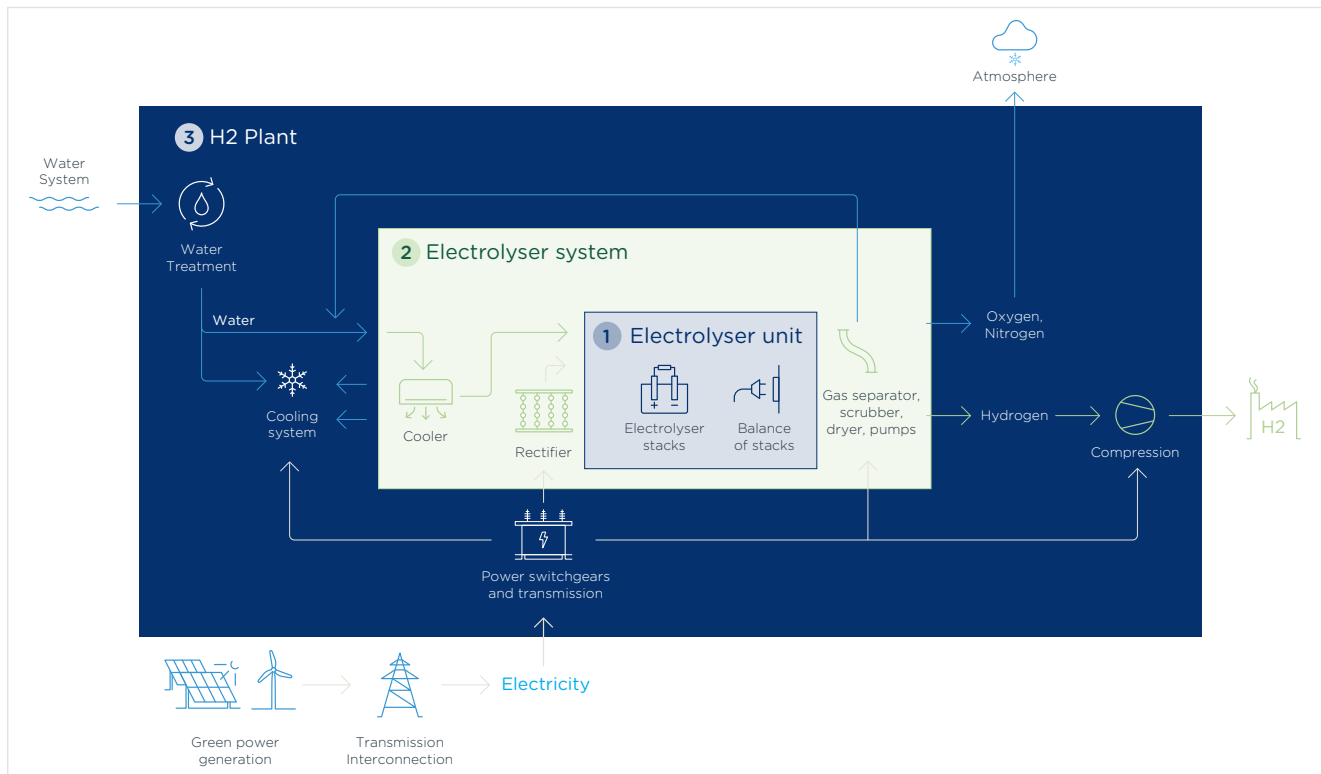 Atmosphere
3 H2 Plant
Water
System
Water
Treatment
2 Electrolyser system
Water
1 Electrolyser unit
Oxygen,
Nitrogen
Cooling
system
Cooler
Rectifier
+ −
Electrolyser
stacks
Balance
of stacks
Gas separator,
scrubber,
dryer, pumps
Hydrogen
Compression
H2
Power switchgears
and transmission
Electricity
Green power
generation
Transmission
Interconnection